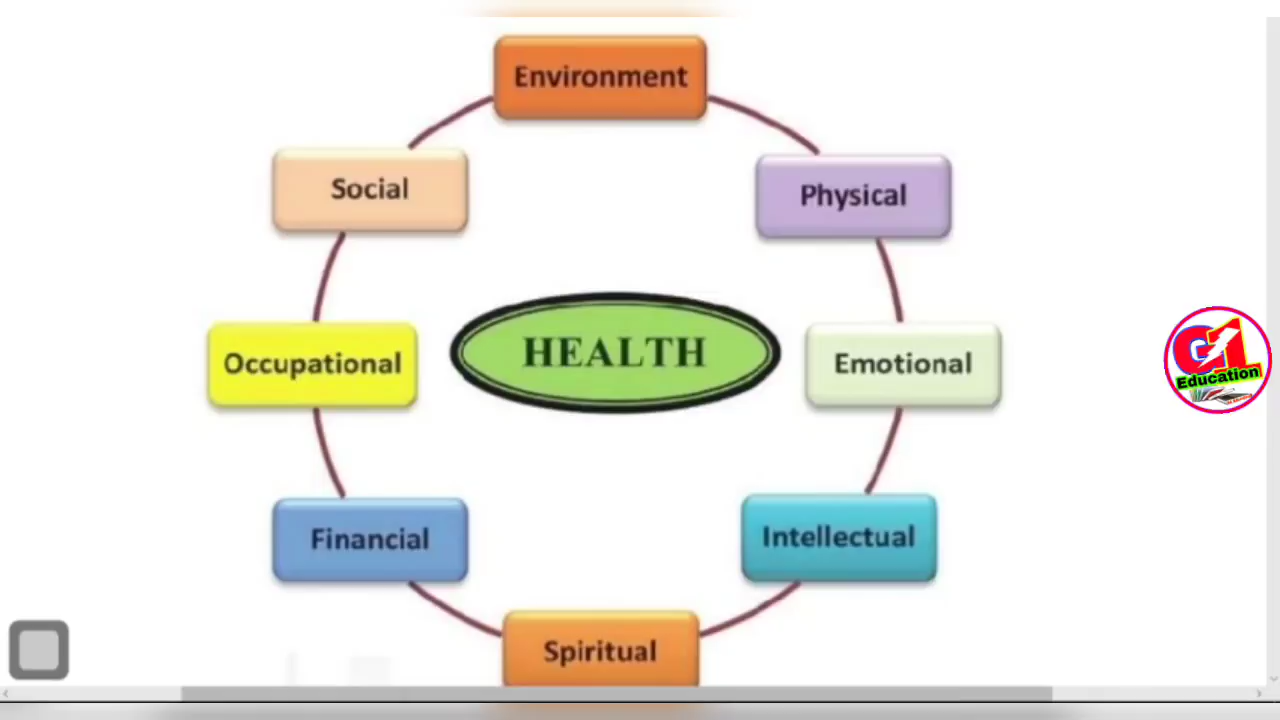 Environment
Social
Physical
HEALTH
Occupational
Emotional
Financial
Intellectual
Spiritual
G1
Education